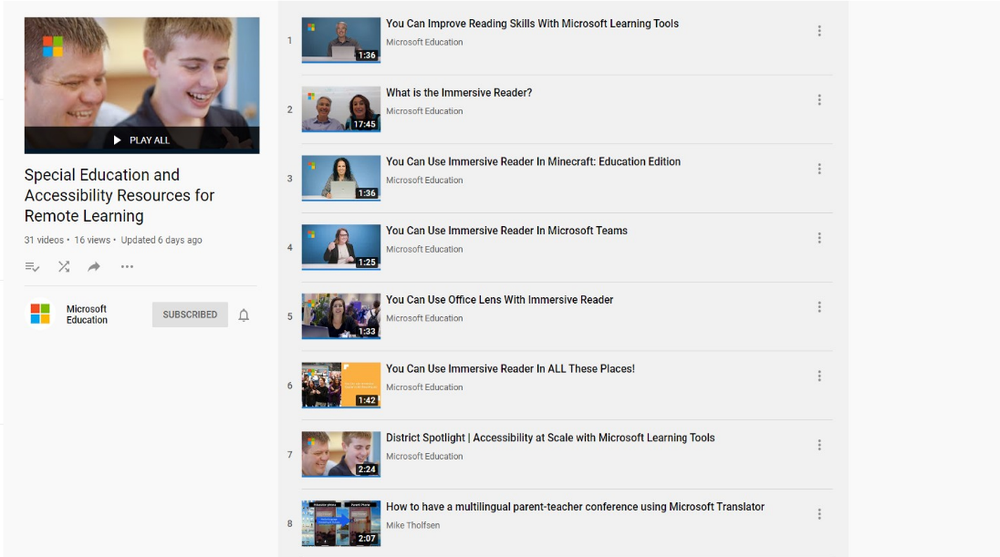 PLAY ALL
Special Education and
Accessibility Resources for
Remote Learning
31 videos • 16 views • Updated 6 days ago
Microsoft
Education
SUBSCRIBED
1
1:36
You Can Improve Reading Skills With Microsoft Learning Tools
Microsoft Education
2
17:45
What is the Immersive Reader?
Microsoft Education
3
1:36
You Can Use Immersive Reader In Minecraft: Education Edition
Microsoft Education
4
1:25
You Can Use Immersive Reader In Microsoft Teams
Microsoft Education
5
1:33
You Can Use Office Lens With Immersive Reader
Microsoft Education
6
1:42
You Can Use Immersive Reader In ALL These Places!
Microsoft Education
7
2:24
District Spotlight | Accessibility at Scale with Microsoft Learning Tools
Microsoft Education
8
2:07
How to have a multilingual parent-teacher conference using Microsoft Translator
Mike Tholfsen